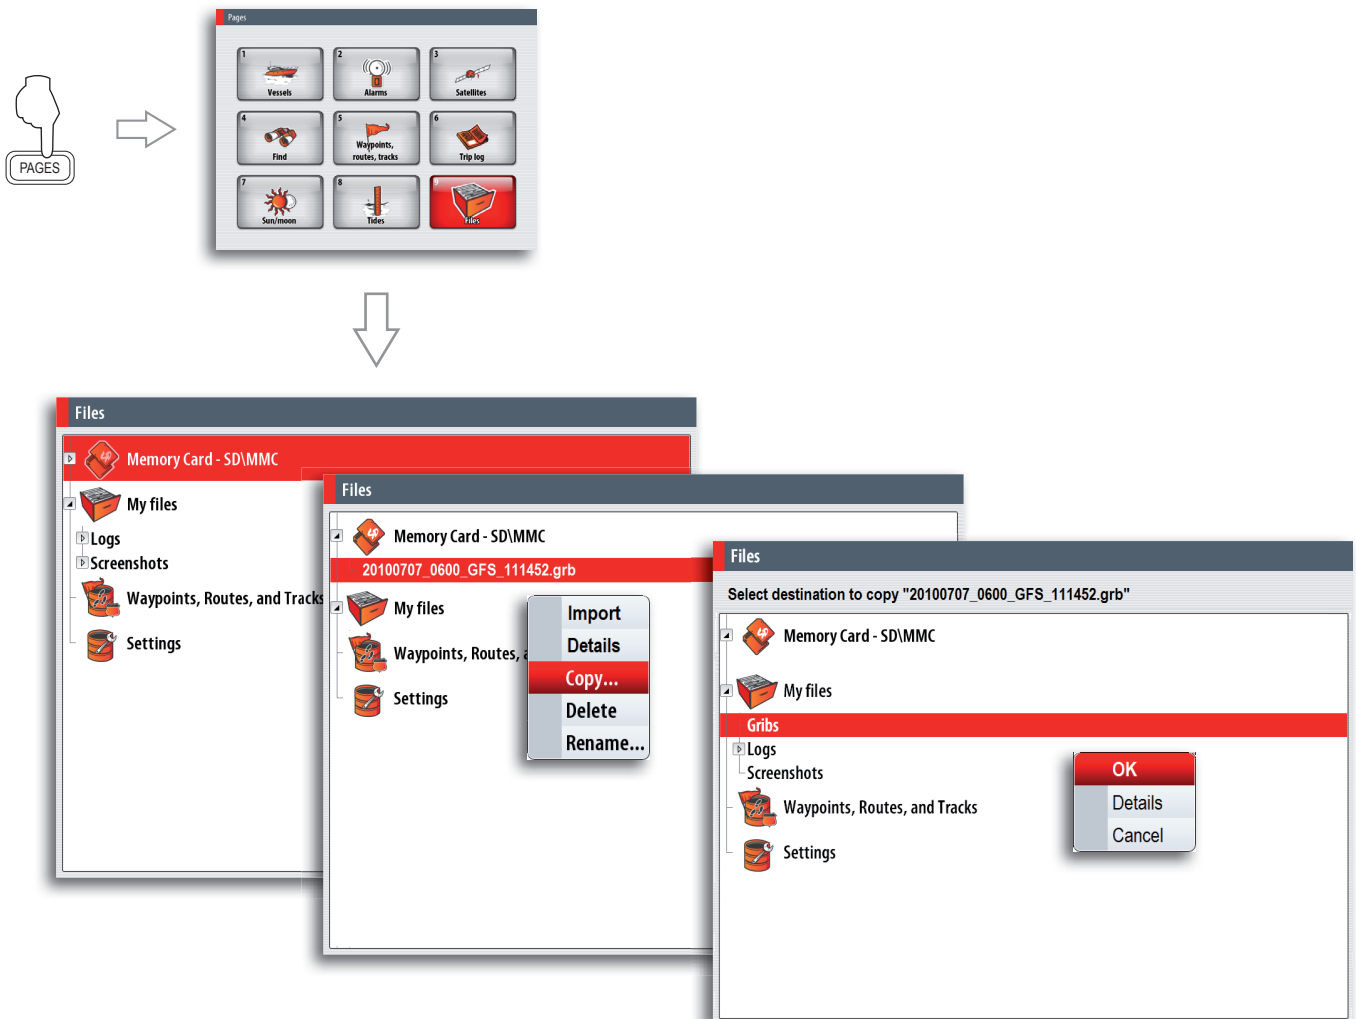 Pages
1
Vessels
2
Alarms
3
Satellites
4
Find
5
Waypoints,
routes, tracks
6
Trip log
7
Sun/moon
8
Tides
9
Files
PAGES
Files
Memory Card - SD\MMC
My files
Logs
Screenshots
Waypoints, Routes, and Tracks
Settings
Files
Memory Card - SD\MMC
20100707_0600_GFS_111452.grb
My files
Waypoints, Routes, a
Settings
Import
Details
Copy...
Delete
Rename...
Files
Select destination to copy "20100707_0600_GFS_111452.grb"
Memory Card - SD\MMC
My files
Gribs
Logs
Screenshots
Waypoints, Routes, and Tracks
Settings
OK
Details
Cancel